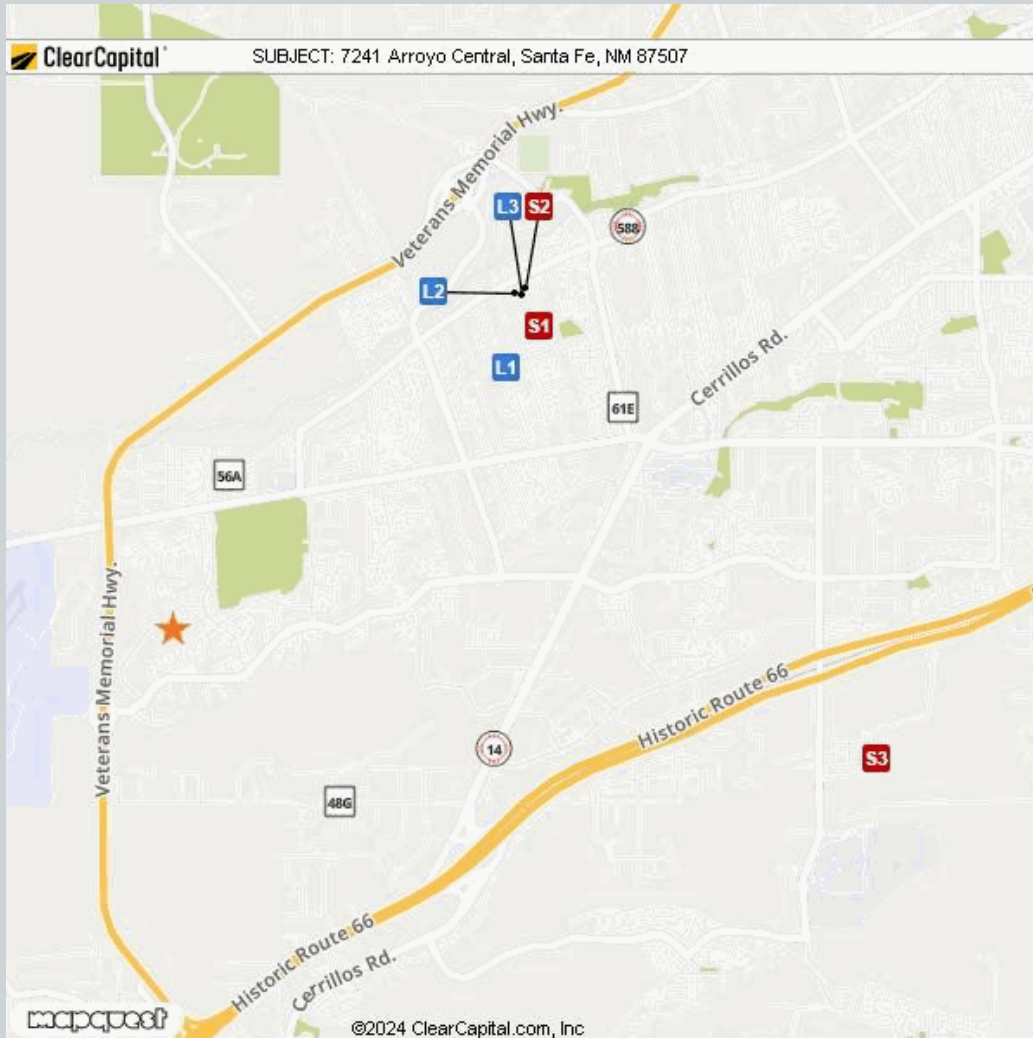 ClearCapital
SUBJECT: 7241 Arroyo Central, Santa Fe, NM 87507
Veterans Memorial Hwy.
L3
S2
588
L2
S1
L1
Cerrillos Rd.
61E
56A
Veterans Memorial Hwy.
Historic Route 66
14
S3
48G
Historic Route 66
Cerrillos Rd.
mapquest
©2024 ClearCapital.com, Inc